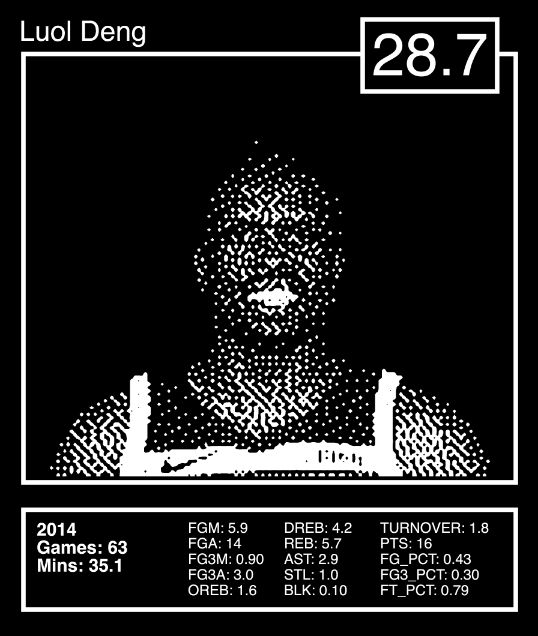 Luol Deng
28.7
2014
Games: 63
Mins: 35.1
FGM: 5.9
FGA: 14
FG3M: 0.90
FG3A: 3.0
OREB: 1.6
DREB: 4.2
REB: 5.7
AST: 2.9
STL: 1.0
BLK: 0.10
TURNOVER: 1.8
PTS: 16
FG_PCT: 0.43
FG3_PCT: 0.30
FT_PCT: 0.79